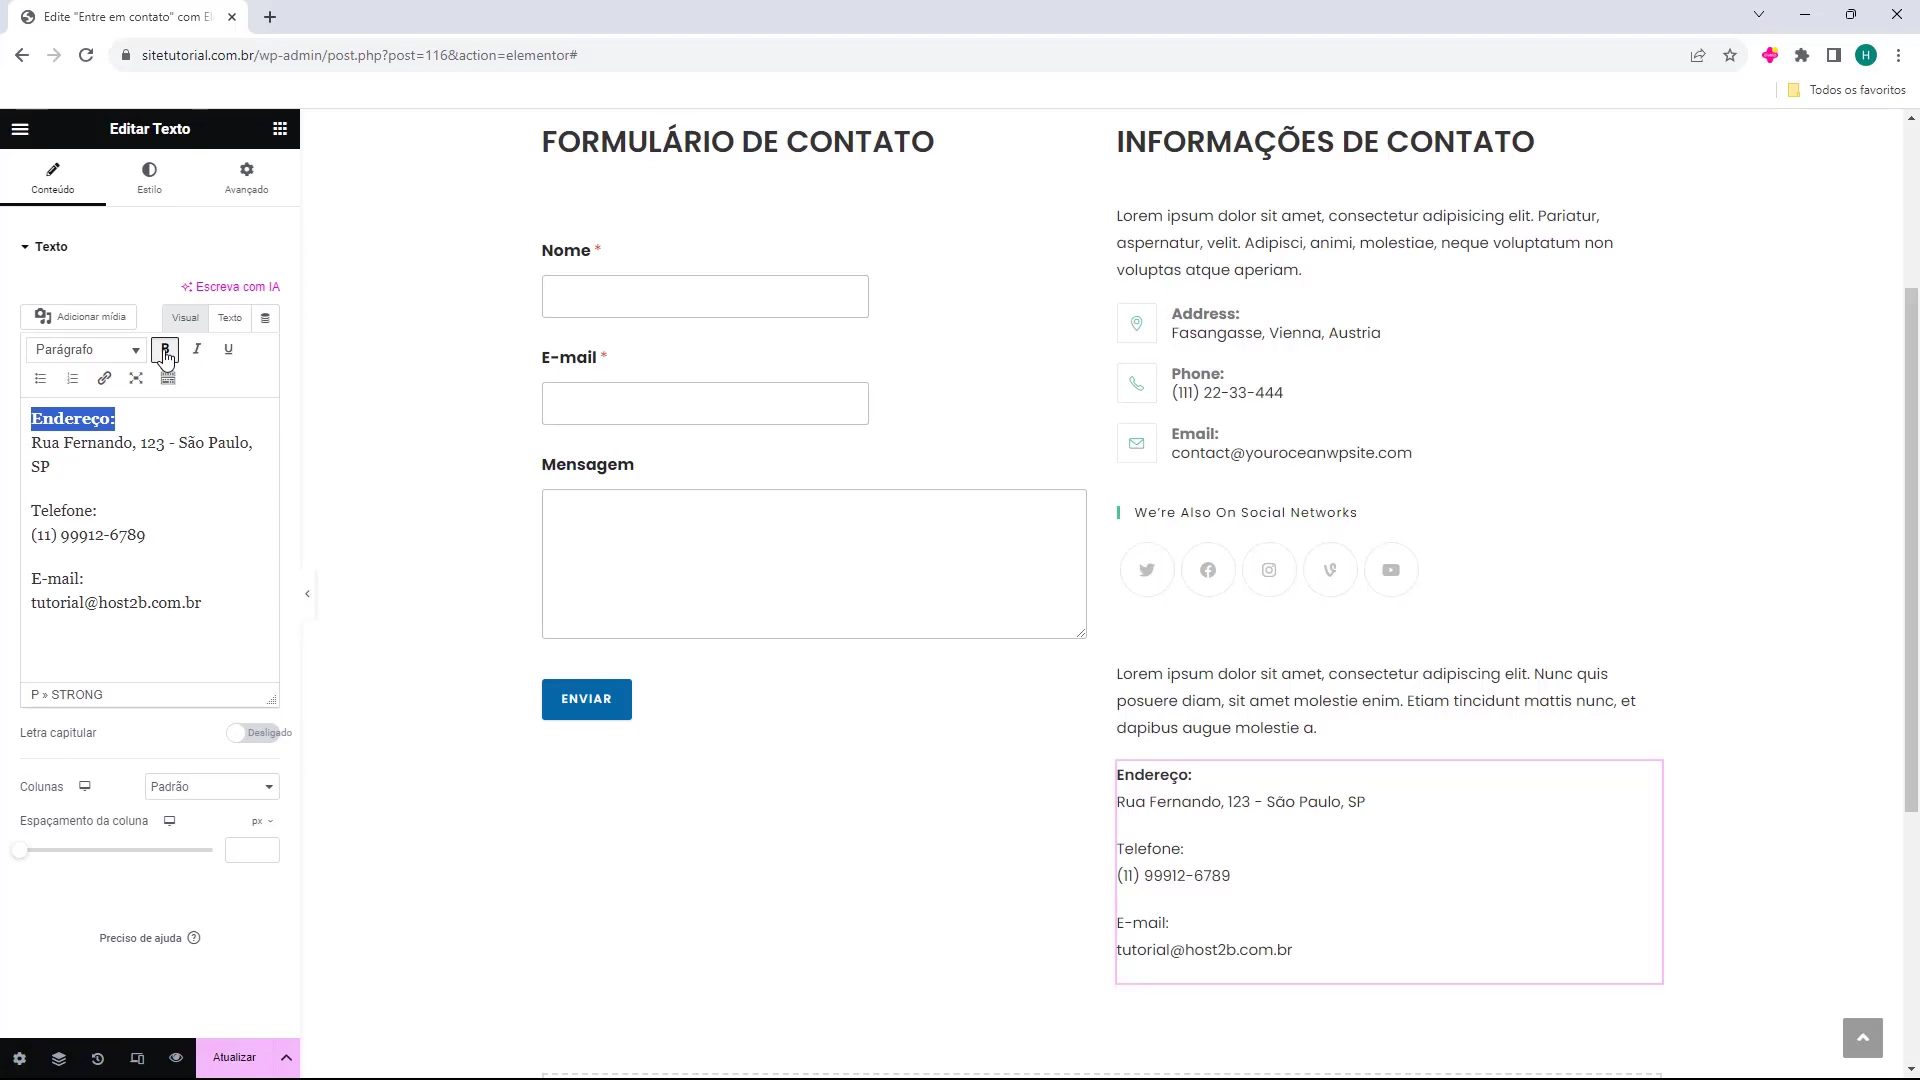 Edite "Entre em contato" com El
sitetutorial.com.br/wp-admin/post.php?post=116&action=elementor#
H
Todos os favoritos
Editar Texto
Conteúdo
Estilo
Avançado
Texto
Escreva com IA
Adicionar mídia
Visual
Texto
Parágrafo
B
I
U
Endereço:
Rua Fernando, 123 - São Paulo,
SP
Telefone:
(11) 99912-6789
E-mail:
tutorial@host2b.com.br
P » STRONG
Letra capitular
Desligado
Colunas
Padrão
Espaçamento da coluna
px
Preciso de ajuda
Atualizar
FORMULÁRIO DE CONTATO
Nome *
E-mail *
Mensagem
ENVIAR
INFORMAÇÕES DE CONTATO
Lorem ipsum dolor sit amet, consectetur adipisicing elit. Pariatur,
aspernatur, velit. Adipisci, animi, molestiae, neque voluptatum non
voluptas atque aperiam.
Address:
Fasangasse, Vienna, Austria
Phone:
(111) 22-33-444
Email:
contact@youroceanwpsite.com
We're Also On Social Networks
Lorem ipsum dolor sit amet, consectetur adipiscing elit. Nunc quis
posuere diam, sit amet molestie enim. Etiam tincidunt mattis nunc, et
dapibus augue molestie a.
Endereço:
Rua Fernando, 123 - São Paulo, SP
Telefone:
(11) 99912-6789
E-mail:
tutorial@host2b.com.br